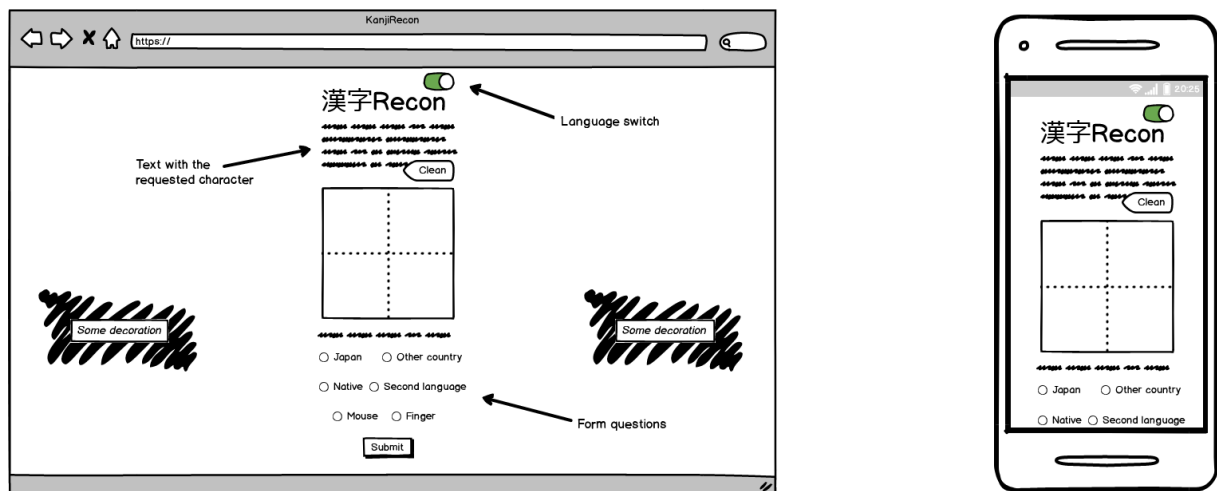 KanjiRecon
https://
漢字Recon
Language switch
Text with the
requested character
Clean
Some decoration
Some decoration
Japan Other country
Native Second language
Mouse Finger
Form questions
Submit
20:25
漢字Recon
Clean
Japan Other country
Native Second language